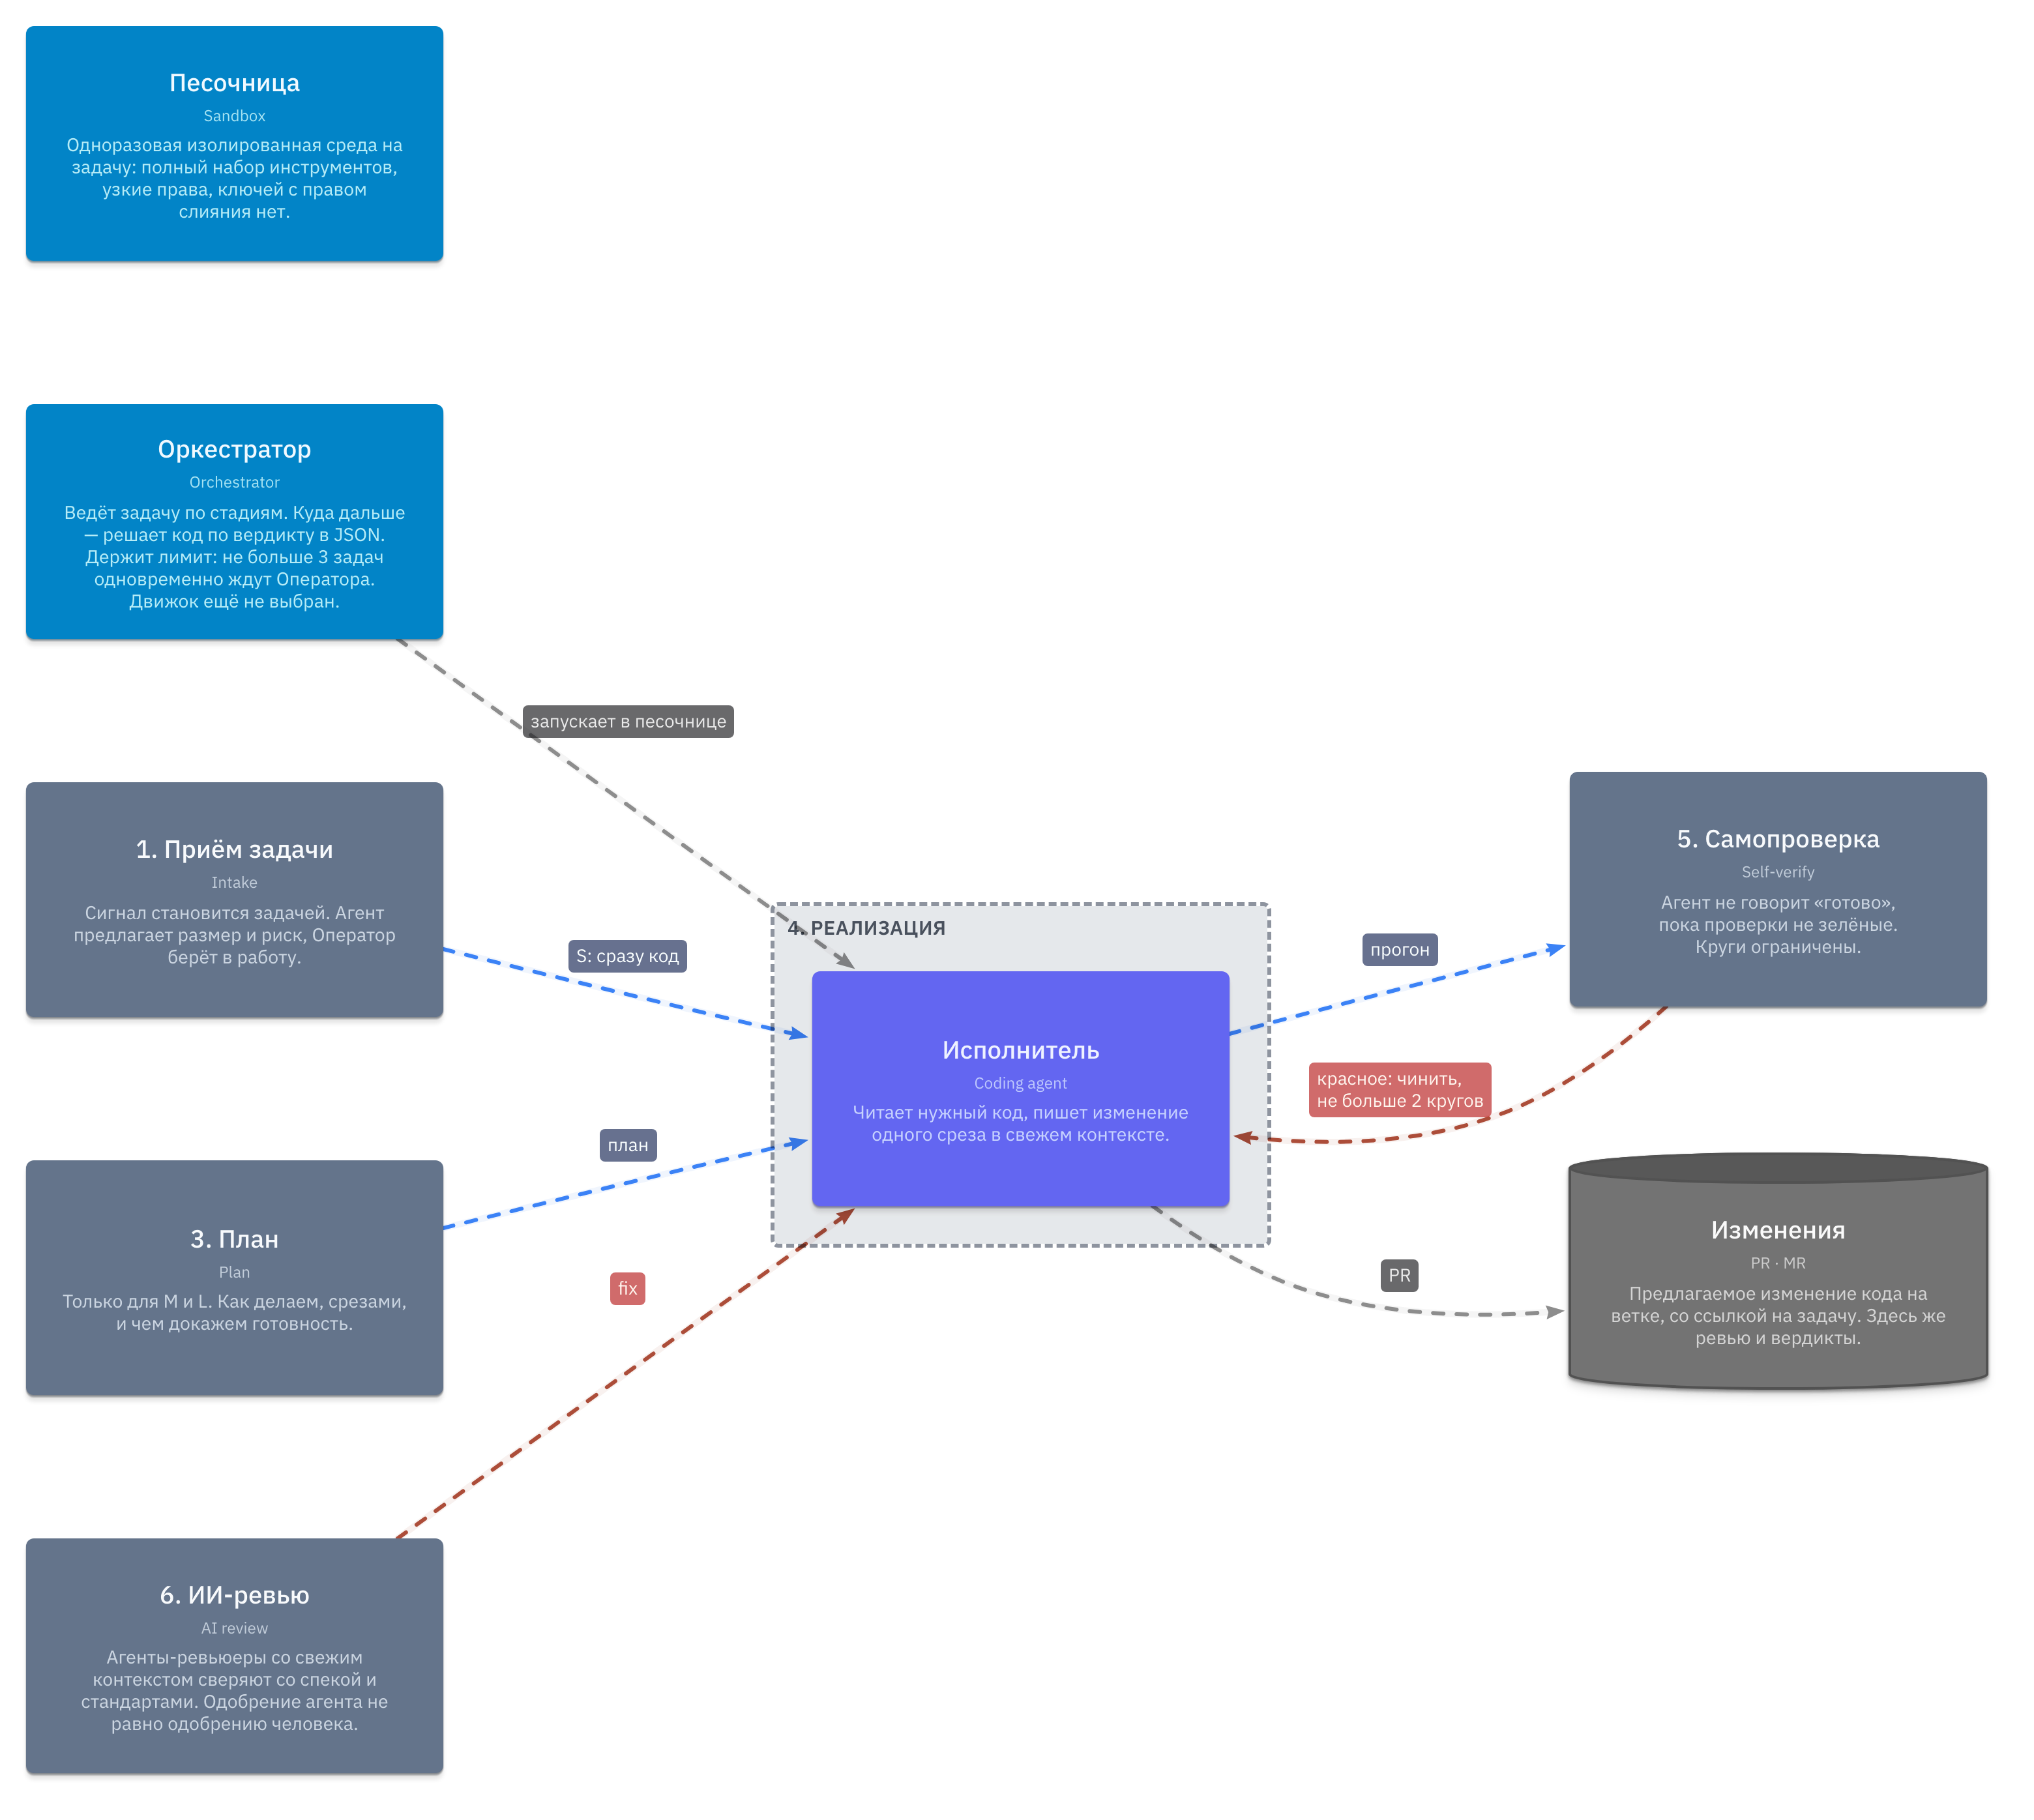 Песочница
Sandbox
Одноразовая изолированная среда на
задачу: полный набор инструментов,
узкие права, ключей с правом
слияния нет.
Оркестратор
Orchestrator
Ведёт задачу по стадиям. Куда дальше
— решает код по вердикту в JSON.
Держит лимит: не больше 3 задач
одновременно ждут Оператора.
Движок ещё не выбран.
запускает в песочнице
1. Приём задачи
Intake
Сигнал становится задачей. Агент
предлагает размер и риск, Оператор
берёт в работу.
S: сразу код
4. РЕАЛИЗАЦИЯ
Исполнитель
Coding agent
Читает нужный код, пишет изменение
одного среза в свежем контексте.
прогон
5. Самопроверка
Self-verify
Агент не говорит «готово»,
пока проверки не зелёные.
Круги ограничены.
красное: чинить,
не больше 2 кругов
план
3. План
Plan
Только для M и L. Как делаем, срезами,
и чем докажем готовность.
fix
PR
Изменения
PR · MR
Предлагаемое изменение кода на
ветке, со ссылкой на задачу. Здесь же
ревью и вердикты.
6. ИИ-ревью
AI review
Агенты-ревьюеры со свежим
контекстом сверяют со спекой и
стандартами. Одобрение агента не
равно одобрению человека.